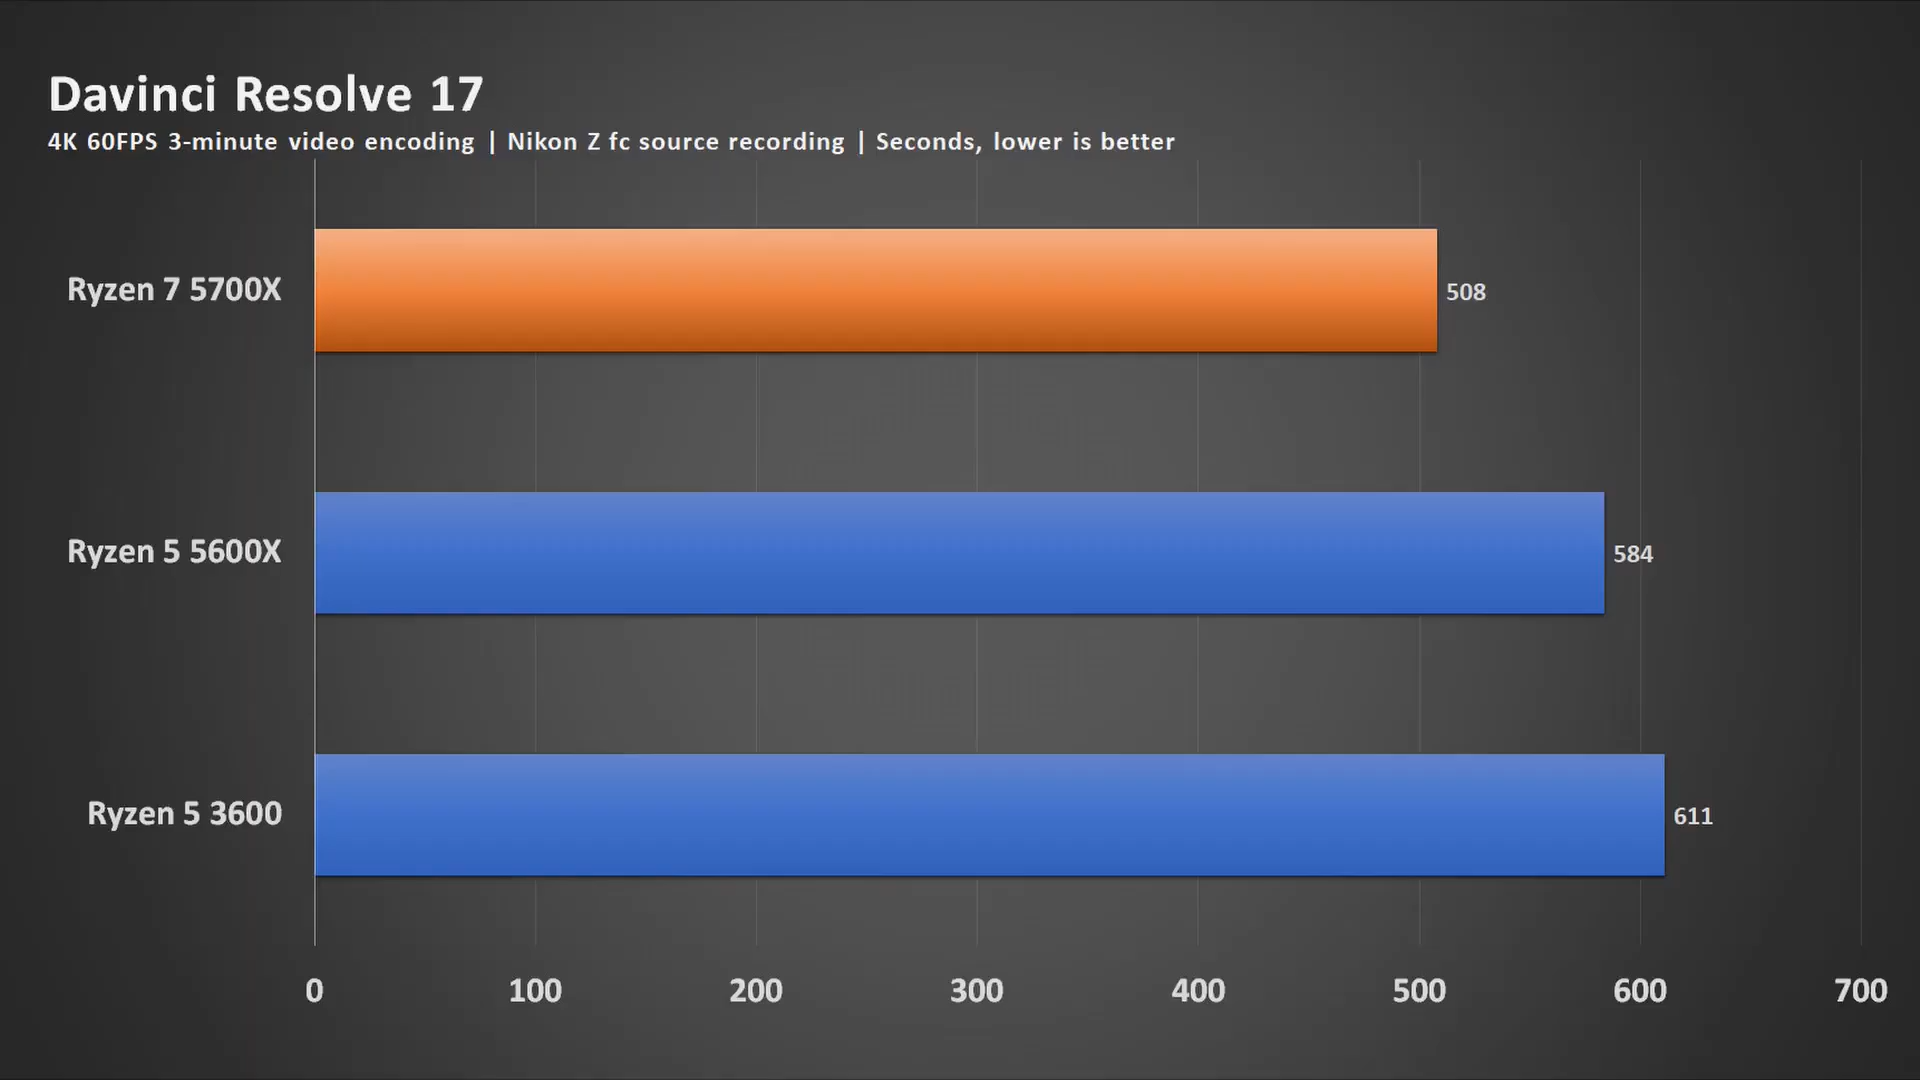 Davinci Resolve 17
4K 60FPS 3-minute video encoding | Nikon Z fc source recording | Seconds, lower is better
Ryzen 7 5700X
508
Ryzen 5 5600X
584
Ryzen 5 3600
611
0 100 200 300 400 500 600 700